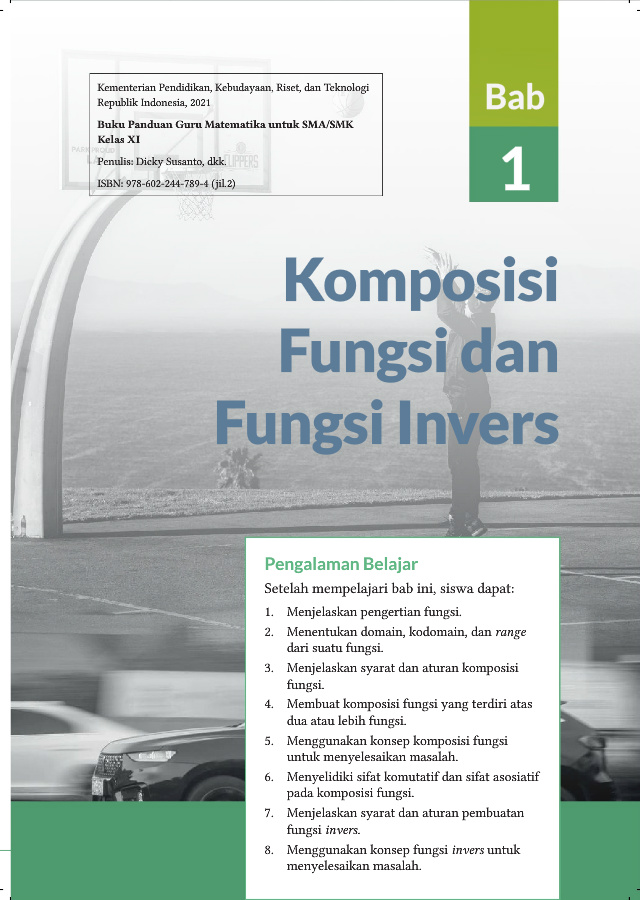 Kementerian Pendidikan, Kebudayaan, Riset, dan Teknologi
Republik Indonesia, 2021
Buku Panduan Guru Matematika untuk SMA/SMK
Kelas XI
Penulis: Dicky Susanto, dkk.
ISBN: 978-602-244-789-4 (jil.2)
CLIPPERS
Bab
1
Komposisi
Fungsi dan
Fungsi Invers
Pengalaman Belajar
Setelah mempelajari bab ini, siswa dapat:
1. Menjelaskan pengertian fungsi.
2. Menentukan domain, kodomain, dan range
dari suatu fungsi.
3. Menjelaskan syarat dan aturan komposisi
fungsi.
4. Membuat komposisi fungsi yang terdiri atas
dua atau lebih fungsi.
5. Menggunakan konsep komposisi fungsi
untuk menyelesaikan masalah.
6. Menyelidiki sifat komutatif dan sifat asosiatif
pada komposisi fungsi.
7. Menjelaskan syarat dan aturan pembuatan
fungsi invers.
8. Menggunakan konsep fungsi invers untuk
menyelesaikan masalah.